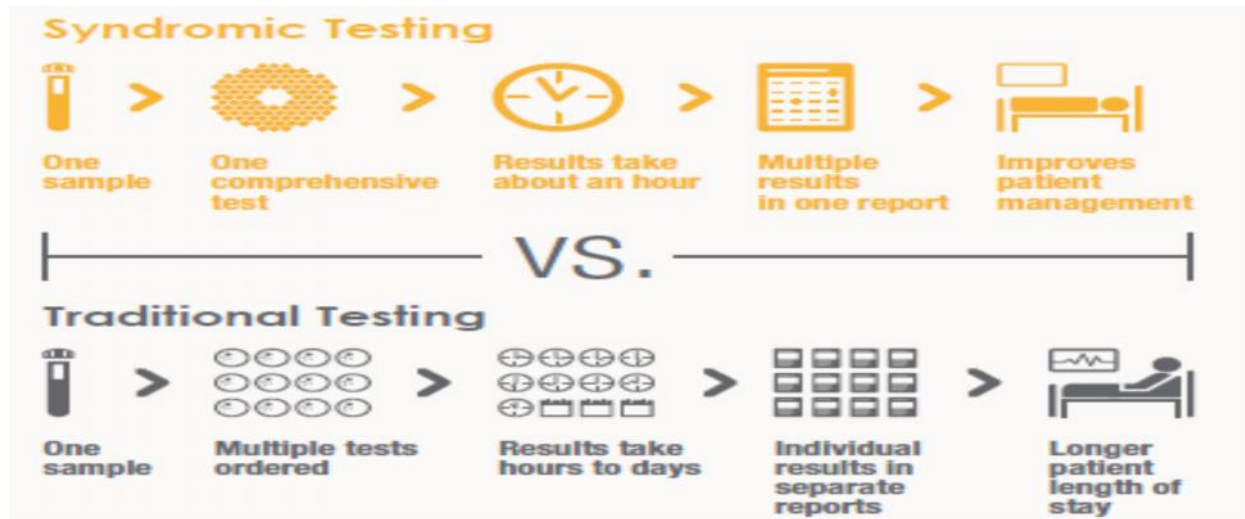 Syndromic Testing
One
sample
One
comprehensive
test
Results take
about an hour
Multiple
results
in one report
Improves
patient
management
VS.
Traditional Testing
One
sample
Multiple tests
ordered
Results take
hours to days
Individual
results in
separate
reports
Longer
patient
length of
stay